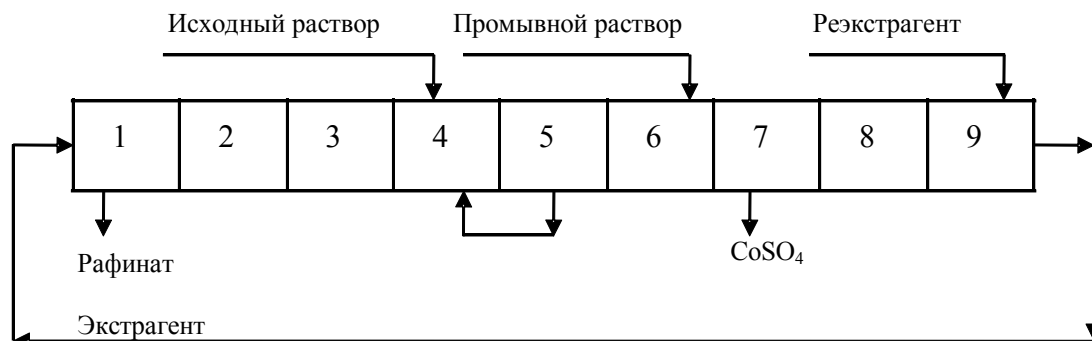 Исходный раствор Промывной раствор Реэкстрагент
1 2 3 4 5 6 7 8 9
Рафинат CoSO₄
Экстрагент